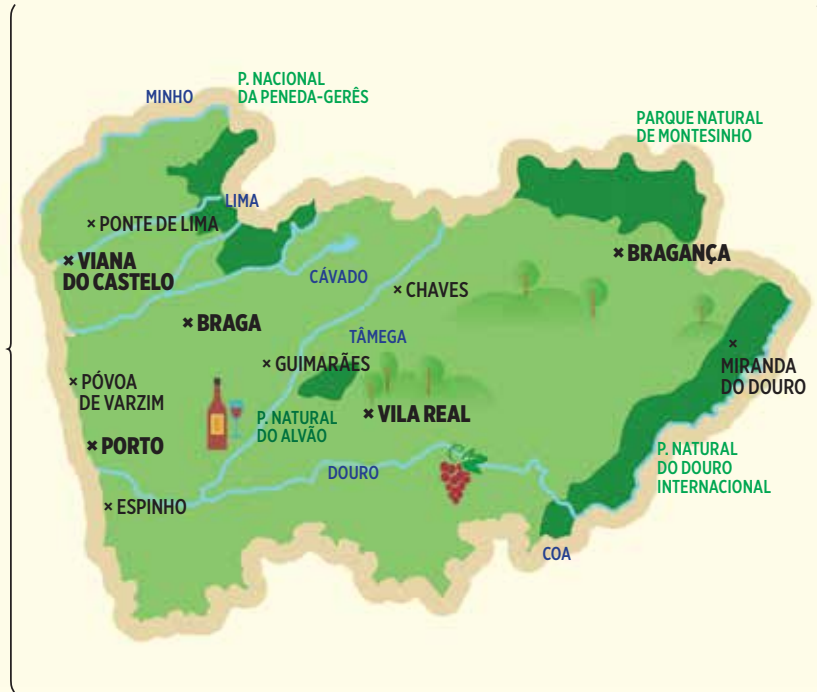 P. NACIONAL
DA PENEDA-GERÊS
MINHO
PARQUE NATURAL
DE MONTESINHO
LIMA
PONTE DE LIMA
VIANA
DO CASTELO
BRAGANÇA
CÁVADO
CHAVES
BRAGA
TÂMEGA
GUIMARÃES
MIRANDA
DO DOURO
PÓVOA
DE VARZIM
P. NATURAL
DO ALVÃO
VILA REAL
PORTO
P. NATURAL
DO DOURO
INTERNACIONAL
DOURO
ESPINHO
COA